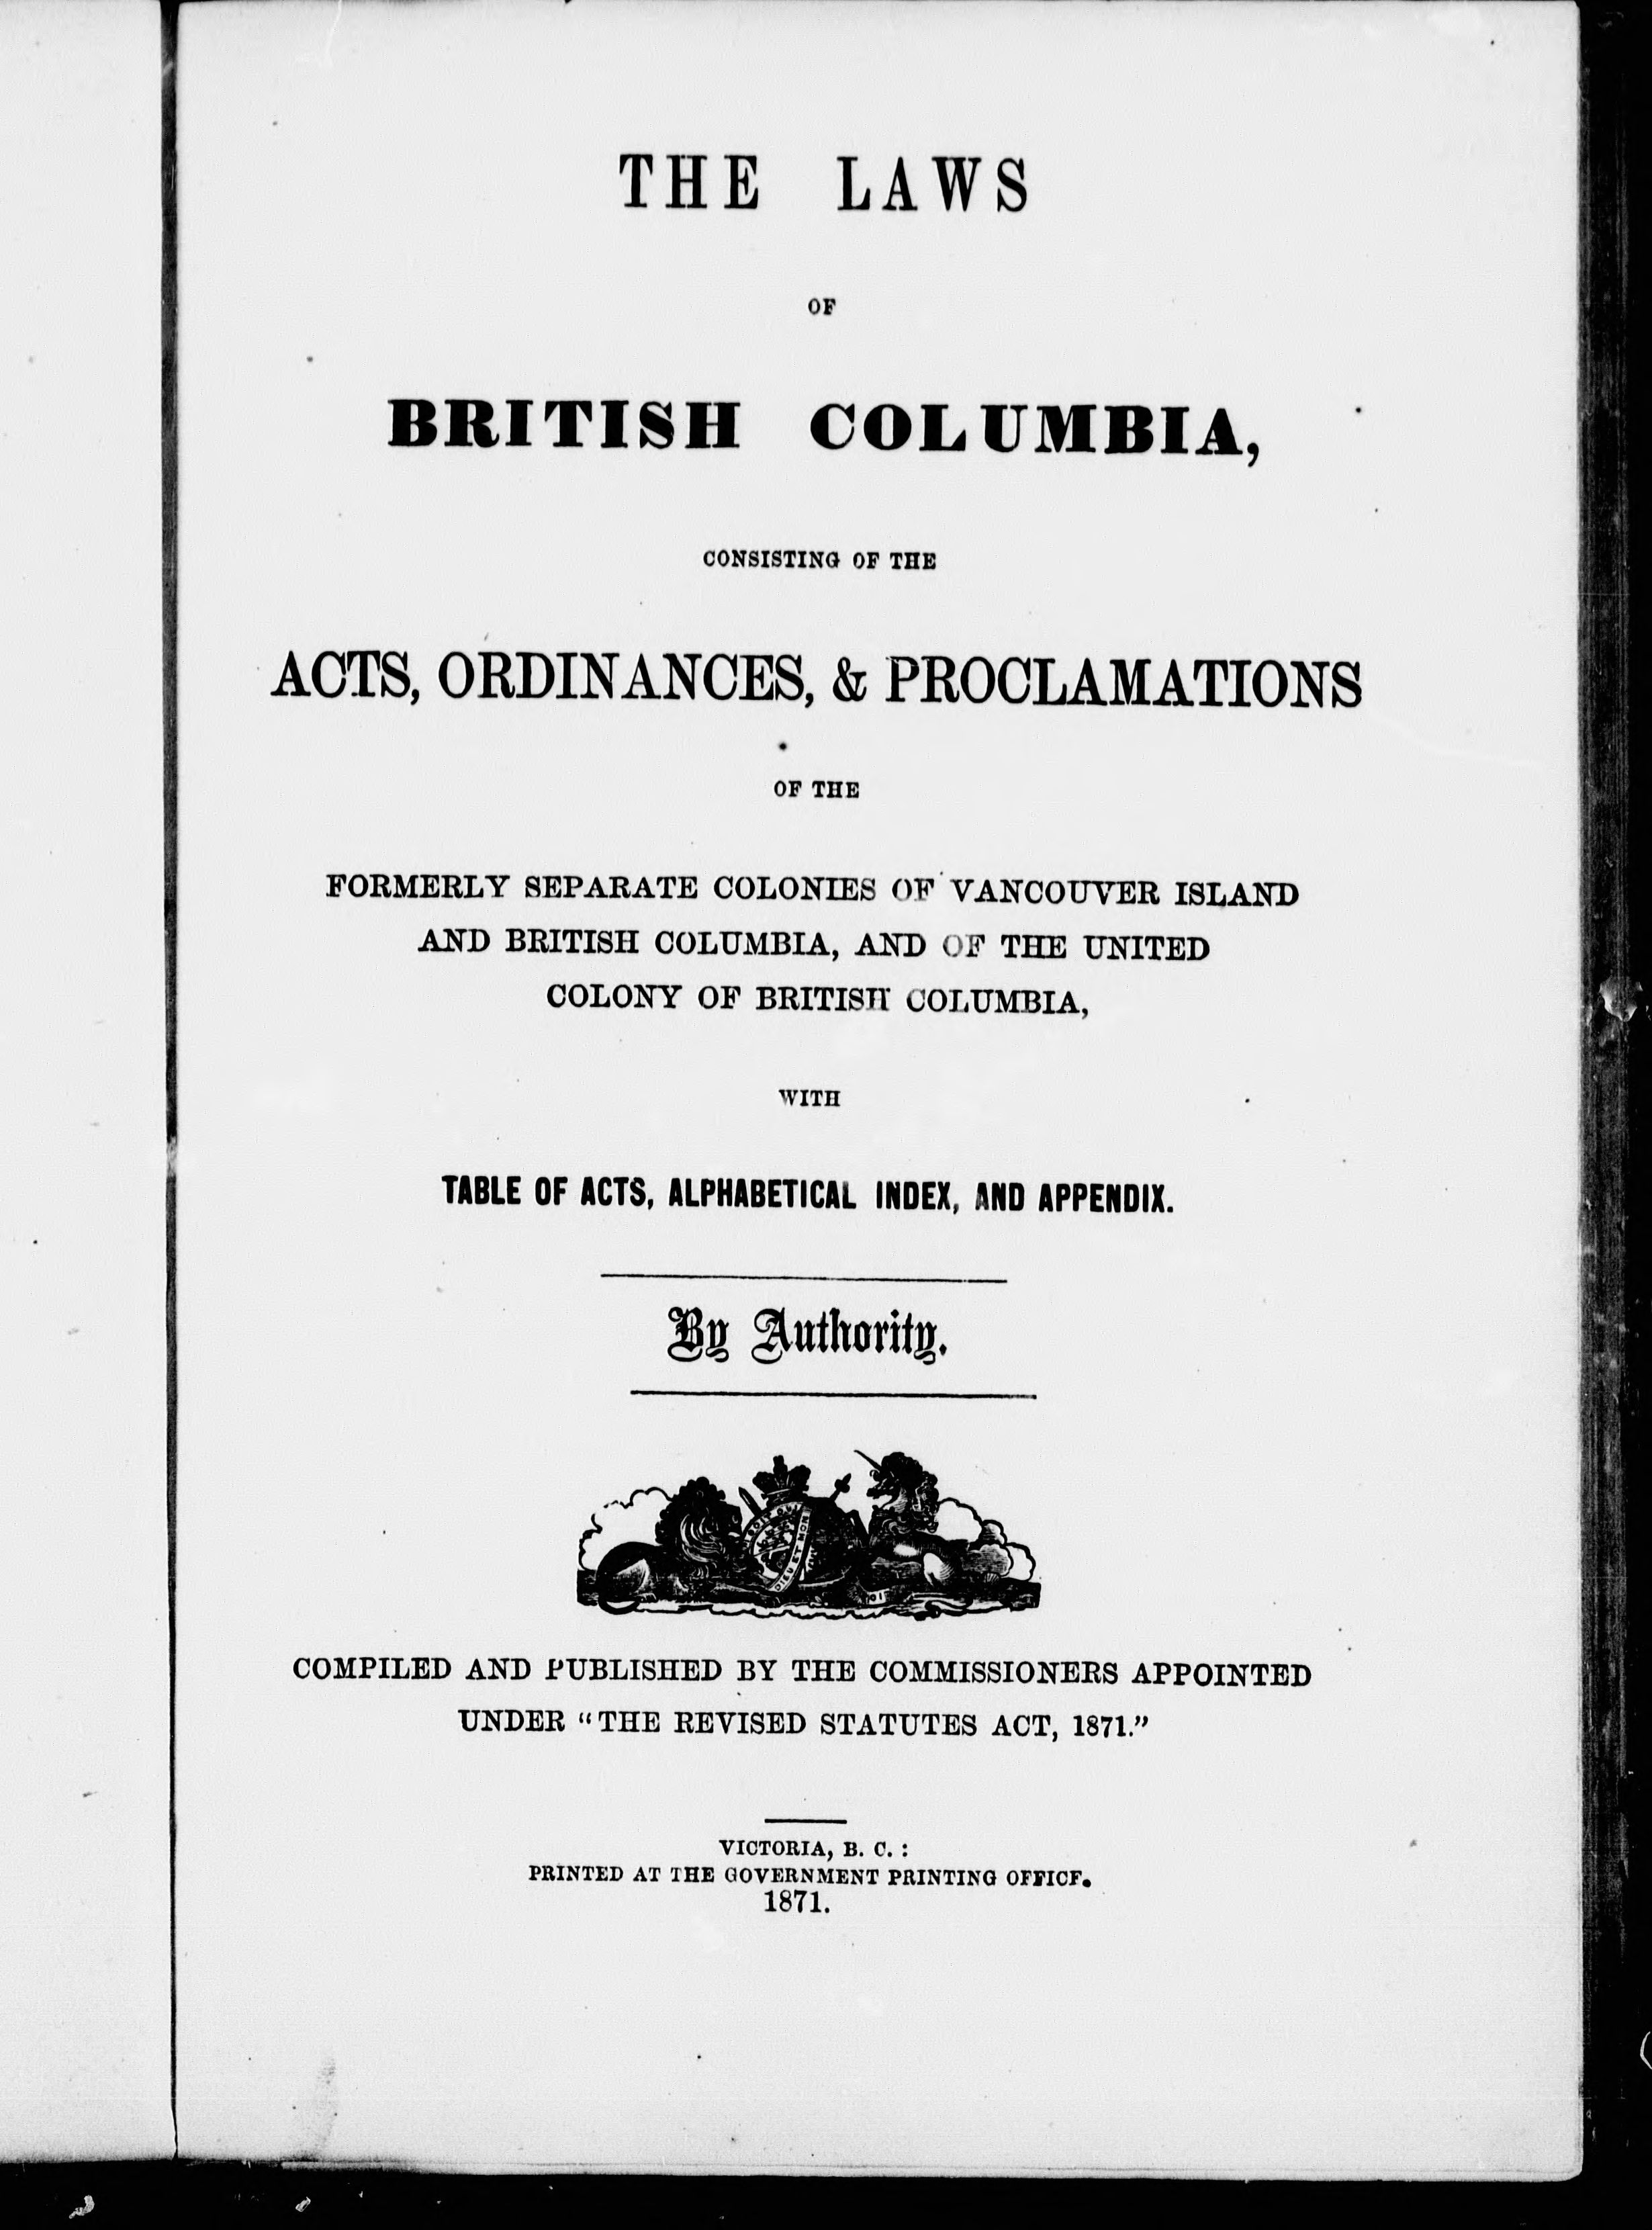 THE LAWS
OF
BRITISH COLUMBIA,
CONSISTING OF THE
ACTS, ORDINANCES, & PROCLAMATIONS
OF THE
FORMERLY SEPARATE COLONIES OF VANCOUVER ISLAND
AND BRITISH COLUMBIA, AND OF THE UNITED
COLONY OF BRITISH COLUMBIA,
WITH
TABLE OF ACTS, ALPHABETICAL INDEX, AND APPENDIX.
By Authority.
DIEU ET MON
COMPILED AND PUBLISHED BY THE COMMISSIONERS APPOINTED
UNDER “THE REVISED STATUTES ACT, 1871.”
VICTORIA, B. C. :
PRINTED AT THE GOVERNMENT PRINTING OFFICE.
1871.